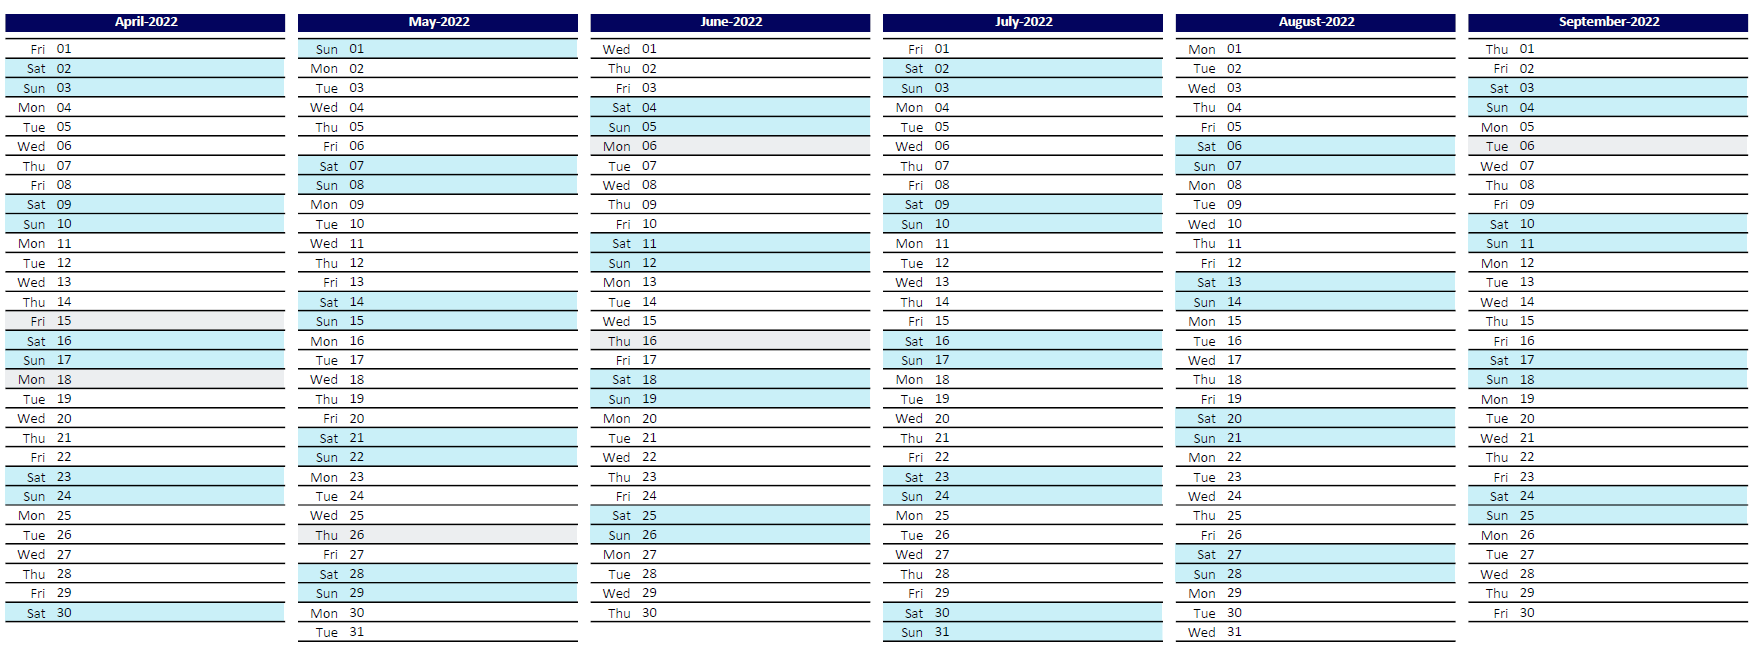 April-2022
Fri 01
Sat 02
Sun 03
Mon 04
Tue 05
Wed 06
Thu 07
Fri 08
Sat 09
Sun 10
Mon 11
Tue 12
Wed 13
Thu 14
Fri 15
Sat 16
Sun 17
Mon 18
Tue 19
Wed 20
Thu 21
Fri 22
Sat 23
Sun 24
Mon 25
Tue 26
Wed 27
Thu 28
Fri 29
Sat 30
May-2022
Sun 01
Mon 02
Tue 03
Wed 04
Thu 05
Fri 06
Sat 07
Sun 08
Mon 09
Tue 10
Wed 11
Thu 12
Fri 13
Sat 14
Sun 15
Mon 16
Tue 17
Wed 18
Thu 19
Fri 20
Sat 21
Sun 22
Mon 23
Tue 24
Wed 25
Thu 26
Fri 27
Sat 28
Sun 29
Mon 30
Tue 31
June-2022
Wed 01
Thu 02
Fri 03
Sat 04
Sun 05
Mon 06
Tue 07
Wed 08
Thu 09
Fri 10
Sat 11
Sun 12
Mon 13
Tue 14
Wed 15
Thu 16
Fri 17
Sat 18
Sun 19
Mon 20
Tue 21
Wed 22
Thu 23
Fri 24
Sat 25
Sun 26
Mon 27
Tue 28
Wed 29
Thu 30
July-2022
Fri 01
Sat 02
Sun 03
Mon 04
Tue 05
Wed 06
Thu 07
Fri 08
Sat 09
Sun 10
Mon 11
Tue 12
Wed 13
Thu 14
Fri 15
Sat 16
Sun 17
Mon 18
Tue 19
Wed 20
Thu 21
Fri 22
Sat 23
Sun 24
Mon 25
Tue 26
Wed 27
Thu 28
Fri 29
Sat 30
Sun 31
August-2022
Mon 01
Tue 02
Wed 03
Thu 04
Fri 05
Sat 06
Sun 07
Mon 08
Tue 09
Wed 10
Thu 11
Fri 12
Sat 13
Sun 14
Mon 15
Tue 16
Wed 17
Thu 18
Fri 19
Sat 20
Sun 21
Mon 22
Tue 23
Wed 24
Thu 25
Fri 26
Sat 27
Sun 28
Mon 29
Tue 30
Wed 31
September-2022
Thu 01
Fri 02
Sat 03
Sun 04
Mon 05
Tue 06
Wed 07
Thu 08
Fri 09
Sat 10
Sun 11
Mon 12
Tue 13
Wed 14
Thu 15
Fri 16
Sat 17
Sun 18
Mon 19
Tue 20
Wed 21
Thu 22
Fri 23
Sat 24
Sun 25
Mon 26
Tue 27
Wed 28
Thu 29
Fri 30